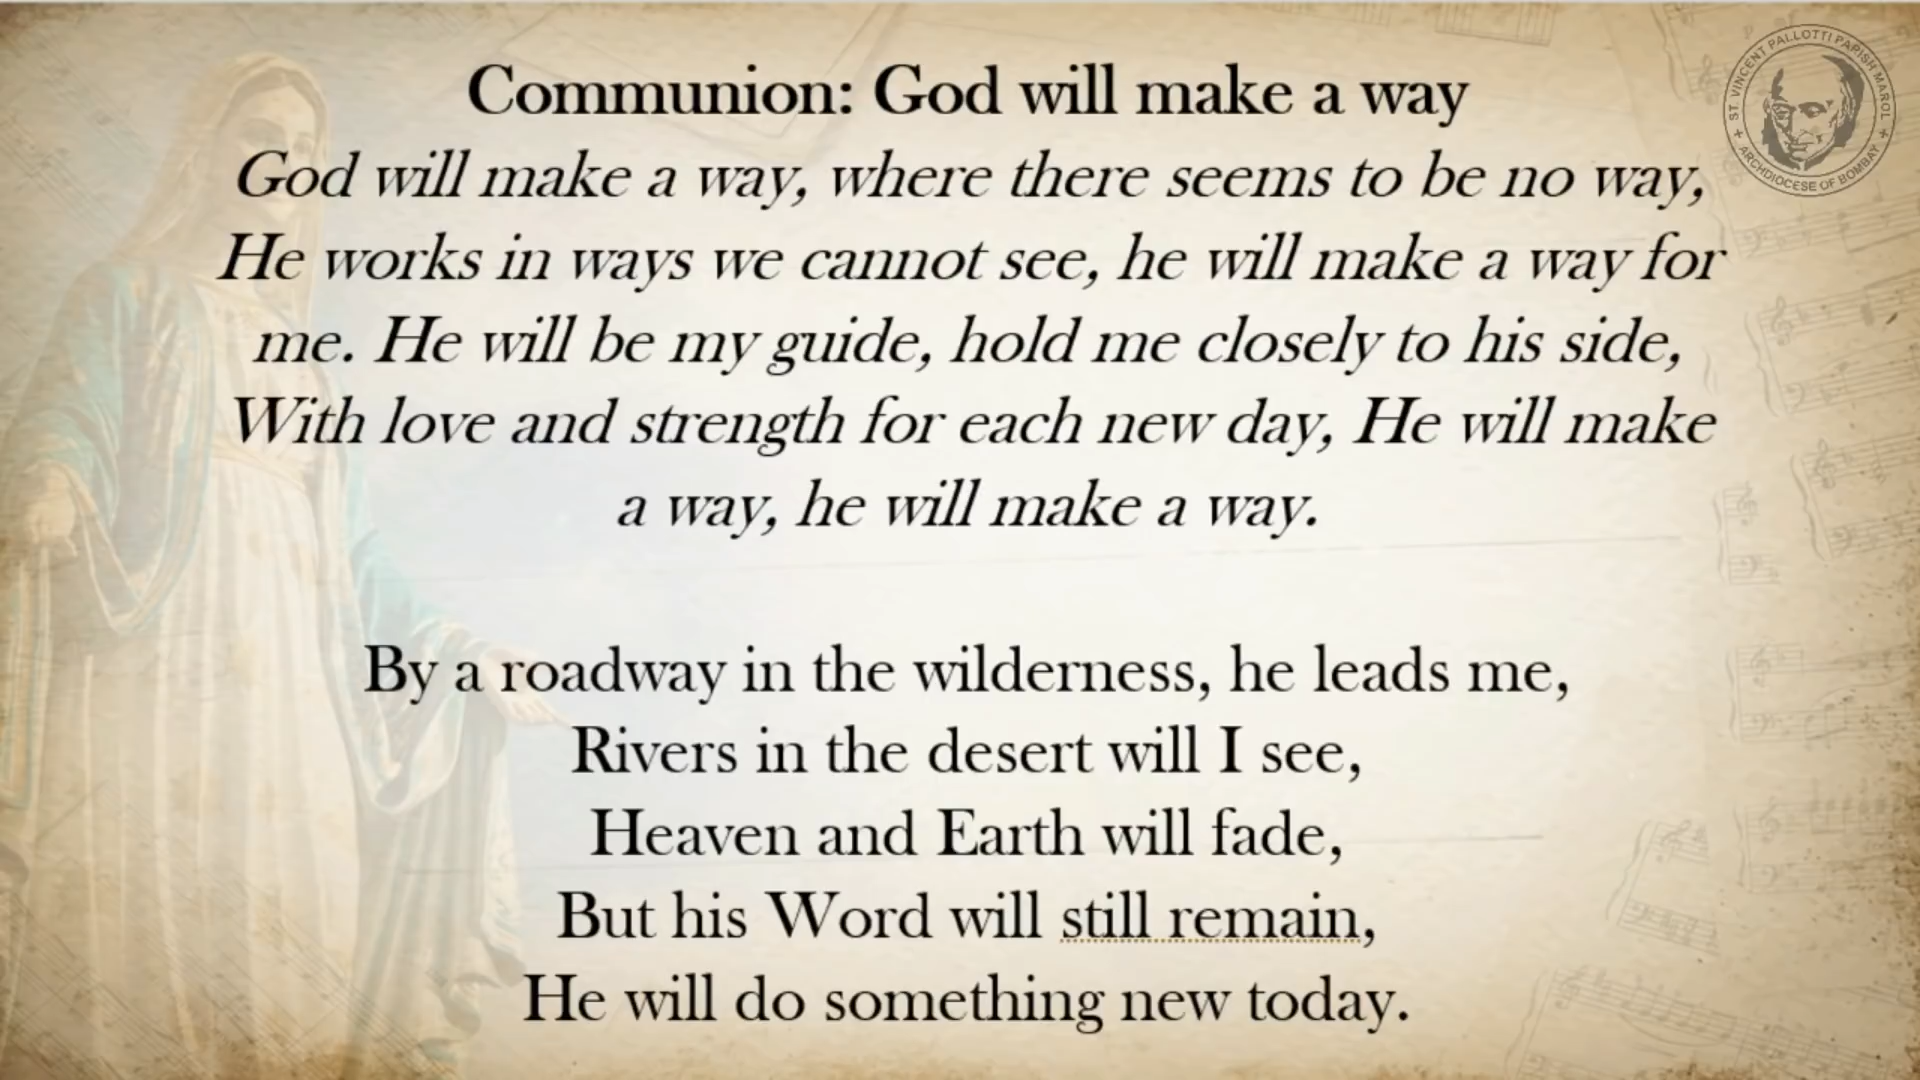 Communion: God will make a way
God will make a way, where there seems to be no way,
He works in ways we cannot see, he will make a way for
me. He will be my guide, hold me closely to his side,
With love and strength for each new day, He will make
a way, he will make a way.
By a roadway in the wilderness, he leads me,
Rivers in the desert will I see,
Heaven and Earth will fade,
But his Word will still remain,
He will do something new today.
ST. VINCENT PALLOTTI PARISH MAROL
ARCHDIOCESE OF BOMBAY